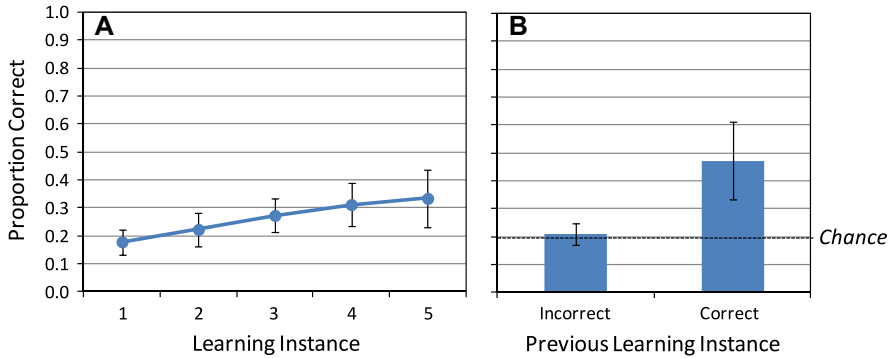 A
B
Proportion Correct
1.0
0.9
0.8
0.7
0.6
0.5
0.4
0.3
0.2
0.1
0.0
1 2 3 4 5
Learning Instance
Chance
Incorrect Correct
Previous Learning Instance